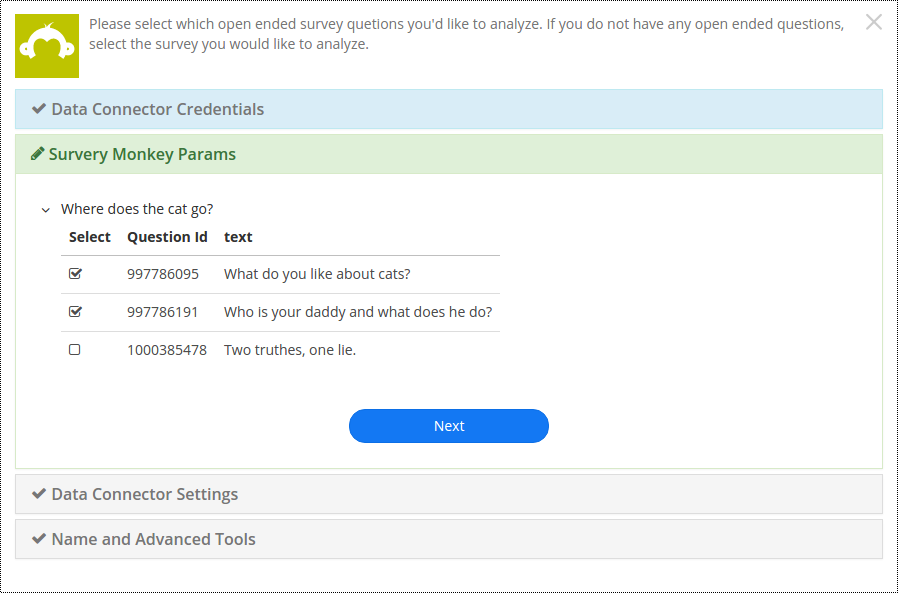 Please select which open ended survey quetions you'd like to analyze. If you do not have any open ended questions,
select the survey you would like to analyze.
Data Connector Credentials
Survery Monkey Params
Where does the cat go?
Select Question Id text
997786095 What do you like about cats?
997786191 Who is your daddy and what does he do?
1000385478 Two truthes, one lie.
Next
Data Connector Settings
Name and Advanced Tools